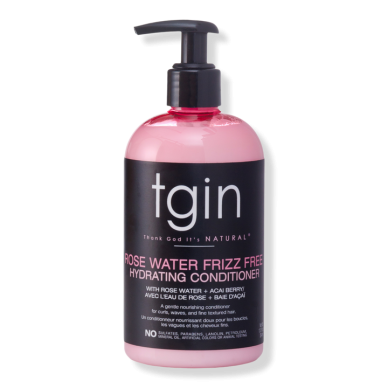 tgin
Thank God It's NATURAL®
ROSE WATER FRIZZ FREE
HYDRATING CONDITIONER
WITH ROSE WATER + ACAI BERRY/
AVEC L'EAU DE ROSE + BAIE D'AÇAÍ
A gentle nourishing conditioner
for curls, waves, and fine textured hair.
Un conditionneur nourrissant doux pour les boucles,
les vagues et les cheveux fins.
NO SULFATES, PARABENS, LANOLIN, PETROLATUM,
MINERAL OIL, ARTIFICIAL COLORS OR ANIMAL TESTING.